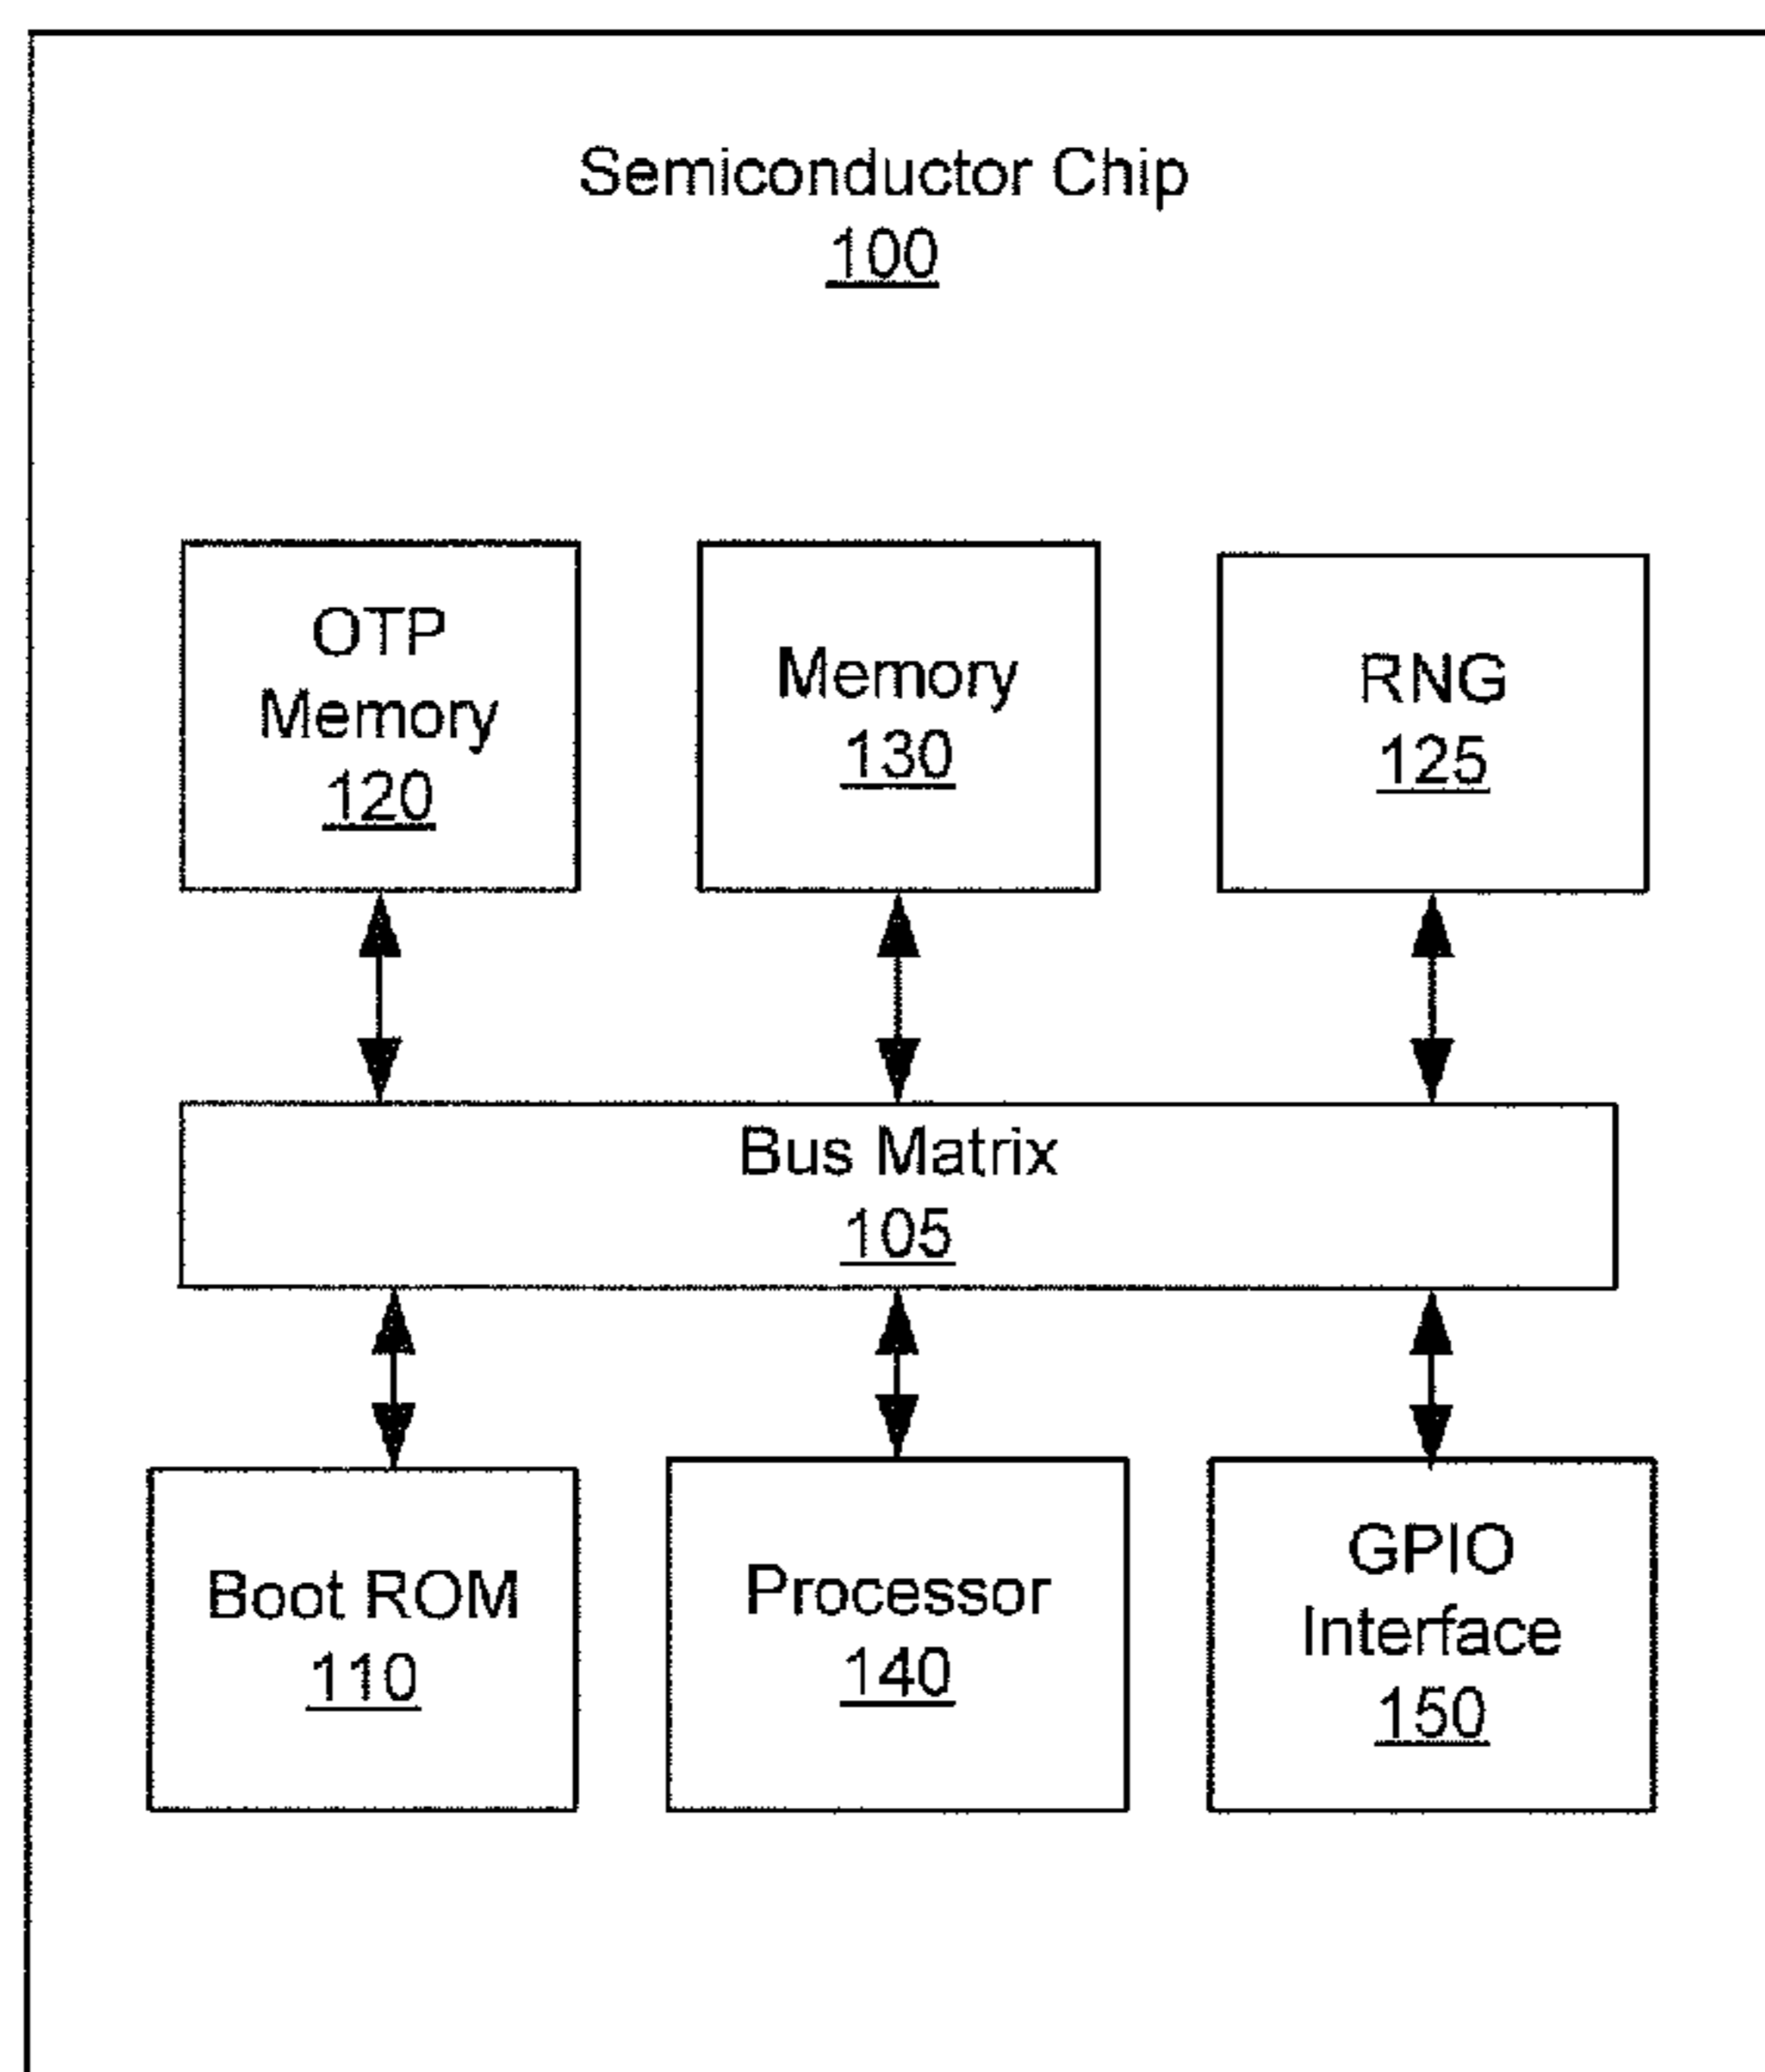 Semiconductor Chip
100
OTP
Memory
120
Memory
130
RNG
125
Bus Matrix
105
Boot ROM
110
Processor
140
GPIO
Interface
150